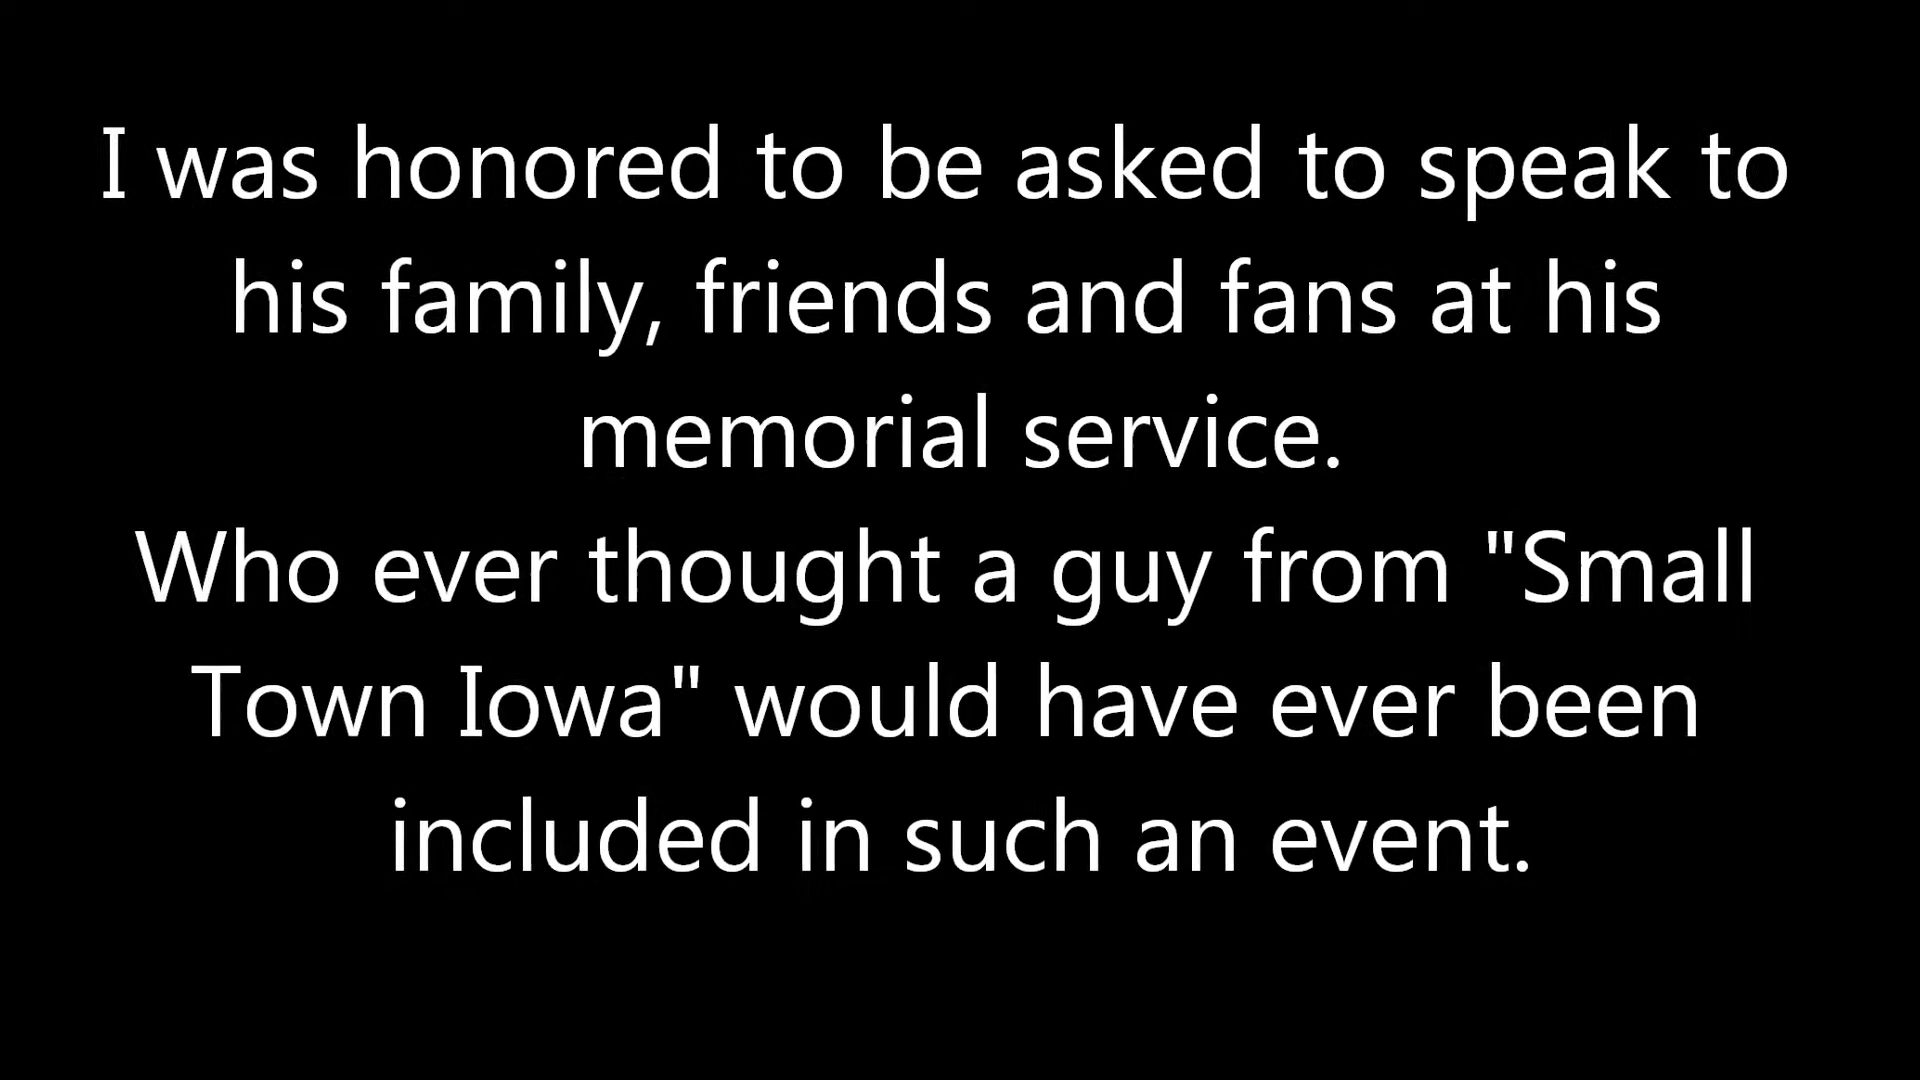 I was honored to be asked to speak to
his family, friends and fans at his
memorial service.
Who ever thought a guy from "Small
Town Iowa" would have ever been
included in such an event.